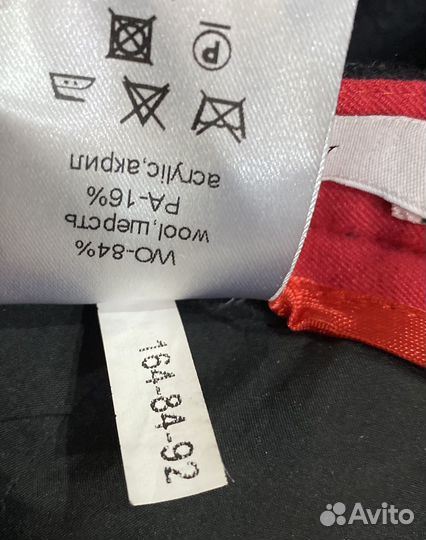 WO-84%
wool,шерсть
PA-16%
acrylic,акрил
P
164-84-92
Avito